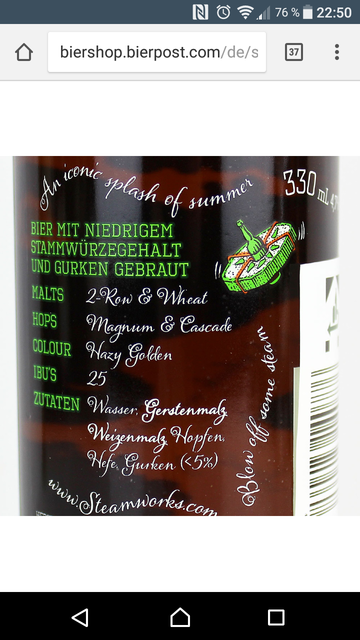 76 % 22:50
biershop.bierpost.com/de/s
37
An iconic splash of summer
330 mL
BIER MIT NIEDRIGEM
STAMMWÜRZEGEHALT
UND GURKEN GEBRAUT
MALTS 2-Row & Wheat
HOPS Magnum & Cascade
COLOUR Hazy Golden
IBU'S 25
ZUTATEN Wasser, Gerstenmalz,
Weizenmalz, Hopfen,
Hefe, Gurken (<5%)
Blow off some steam
www.Steamworks.com